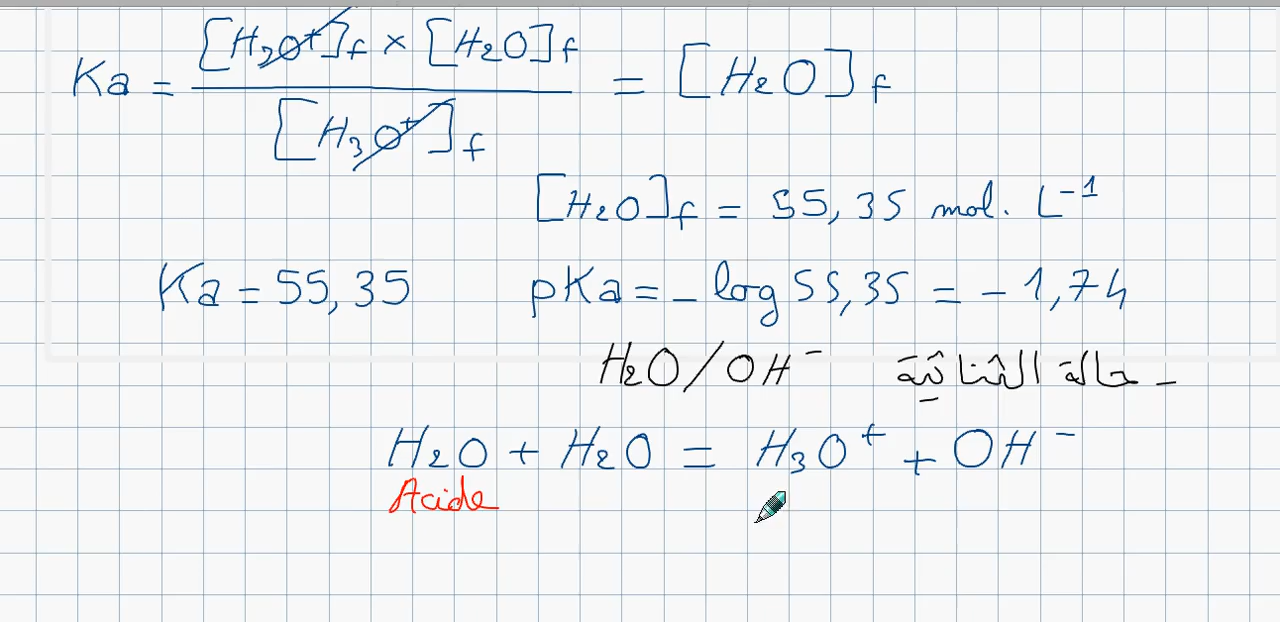 Ka = [H3O+]f × [H2O]f / [H3O+]f = [H2O]f
[H2O]f = 55,35 mol. L⁻¹
Ka = 55,35 pKa = - log 55,35 = - 1,74
- حالة الثنائية H2O/OH⁻
H2O + H2O = H3O+ + OH⁻
Acide